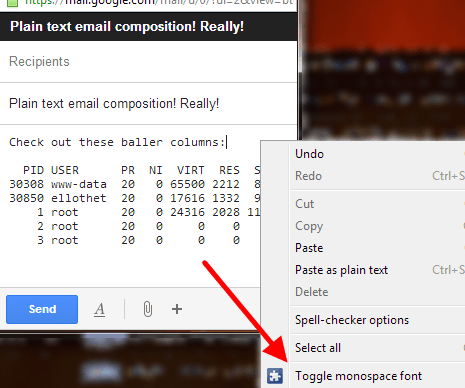 https://mail.google.com/mail/u/0/?ui=2&view=bt
Plain text email composition! Really!
Recipients
Plain text email composition! Really!
Check out these baller columns:
PID USER PR NI VIRT RES S
30308 www-data 20 0 65500 2212 8
30850 ellothet 20 0 17616 1332 9
1 root 20 0 24316 2028 11
2 root 20 0 0 0
3 root 20 0 0 0
Send A
Undo
Redo Ctrl+S
Cut
Copy
Paste
Paste as plain text Ctrl+S
Delete
Spell-checker options
Select all
Toggle monospace font